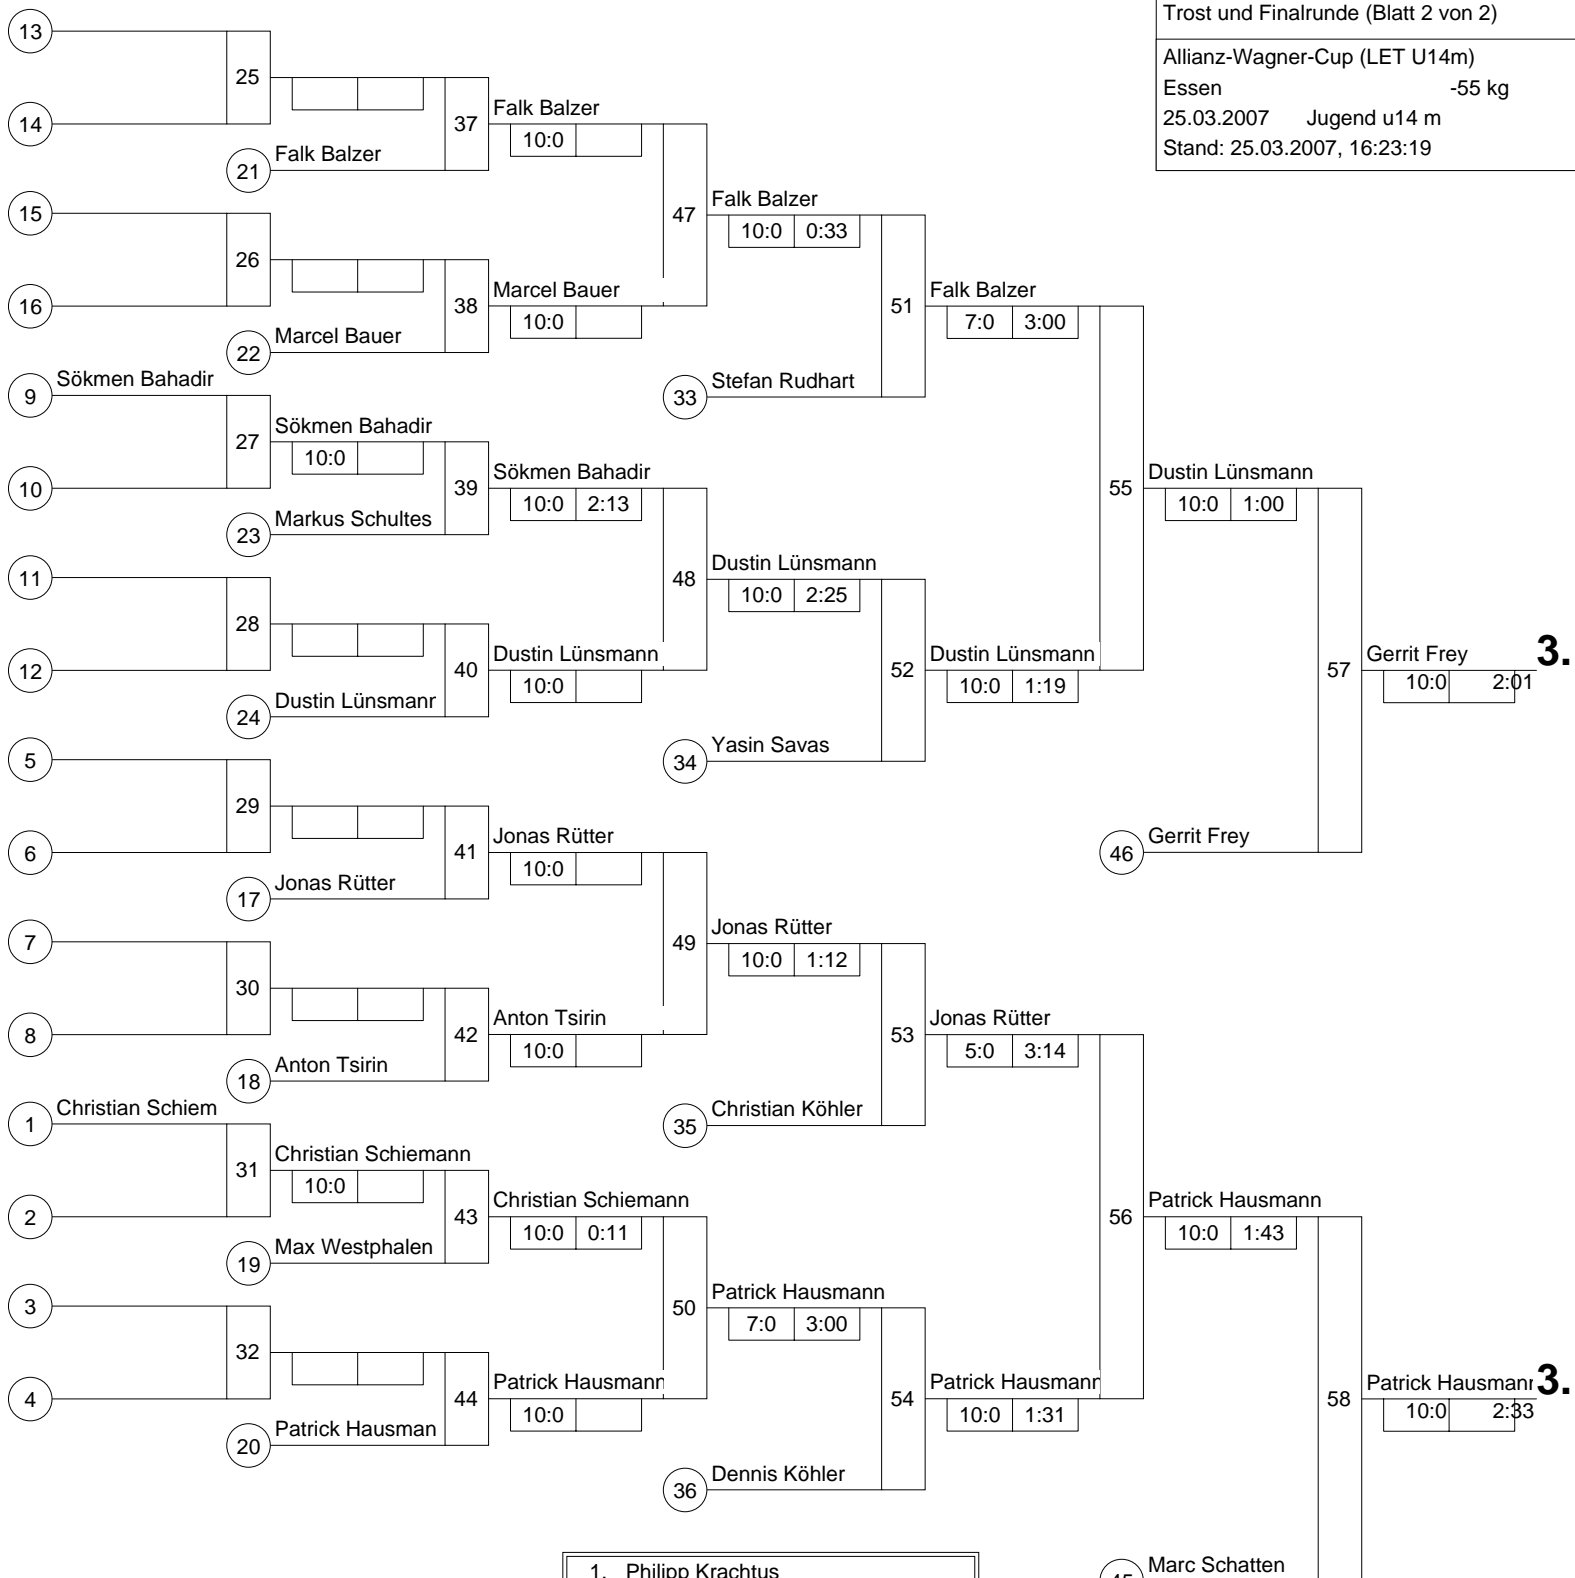 Trost und Finalrunde (Blatt 2 von 2)
Allianz-Wagner-Cup (LET U14m)
Essen -55 kg
25.03.2007 Jugend u14 m
Stand: 25.03.2007, 16:23:19
13
25
14
37
Falk Balzer
10:0
21 Falk Balzer
15
47
Falk Balzer
10:0 0:33
26
16
38
Marcel Bauer
10:0
22 Marcel Bauer
51
Falk Balzer
7:0 3:00
33 Stefan Rudhart
9 Sökmen Bahadir
27
Sökmen Bahadir
10:0
10
39
Sökmen Bahadir
10:0 2:13
23 Markus Schultes
55
Dustin Lünsmann
10:0 1:00
11
48
Dustin Lünsmann
10:0 2:25
28
12
40
Dustin Lünsmann
10:0
24 Dustin Lünsmanr
52
Dustin Lünsmann
10:0 1:19
57
Gerrit Frey 3.
10:0 2:01
34 Yasin Savas
5
29
6
41
Jonas Rütter
10:0
46 Gerrit Frey
17 Jonas Rütter
7
49
Jonas Rütter
10:0 1:12
30
8
42
Anton Tsirin
10:0
18 Anton Tsirin
53
Jonas Rütter
5:0 3:14
35 Christian Köhler
1 Christian Schiem
31
Christian Schiemann
10:0
2
43
Christian Schiemann
10:0 0:11
19 Max Westphalen
56
Patrick Hausmann
10:0 1:43
3
50
Patrick Hausmann
7:0 3:00
32
4
44
Patrick Hausmann
10:0
20 Patrick Hausman
54
Patrick Hausmann
10:0 1:31
58
Patrick Hausmann 3.
10:0 2:33
36 Dennis Köhler
1. Philipp Krachtus
45 Marc Schatten